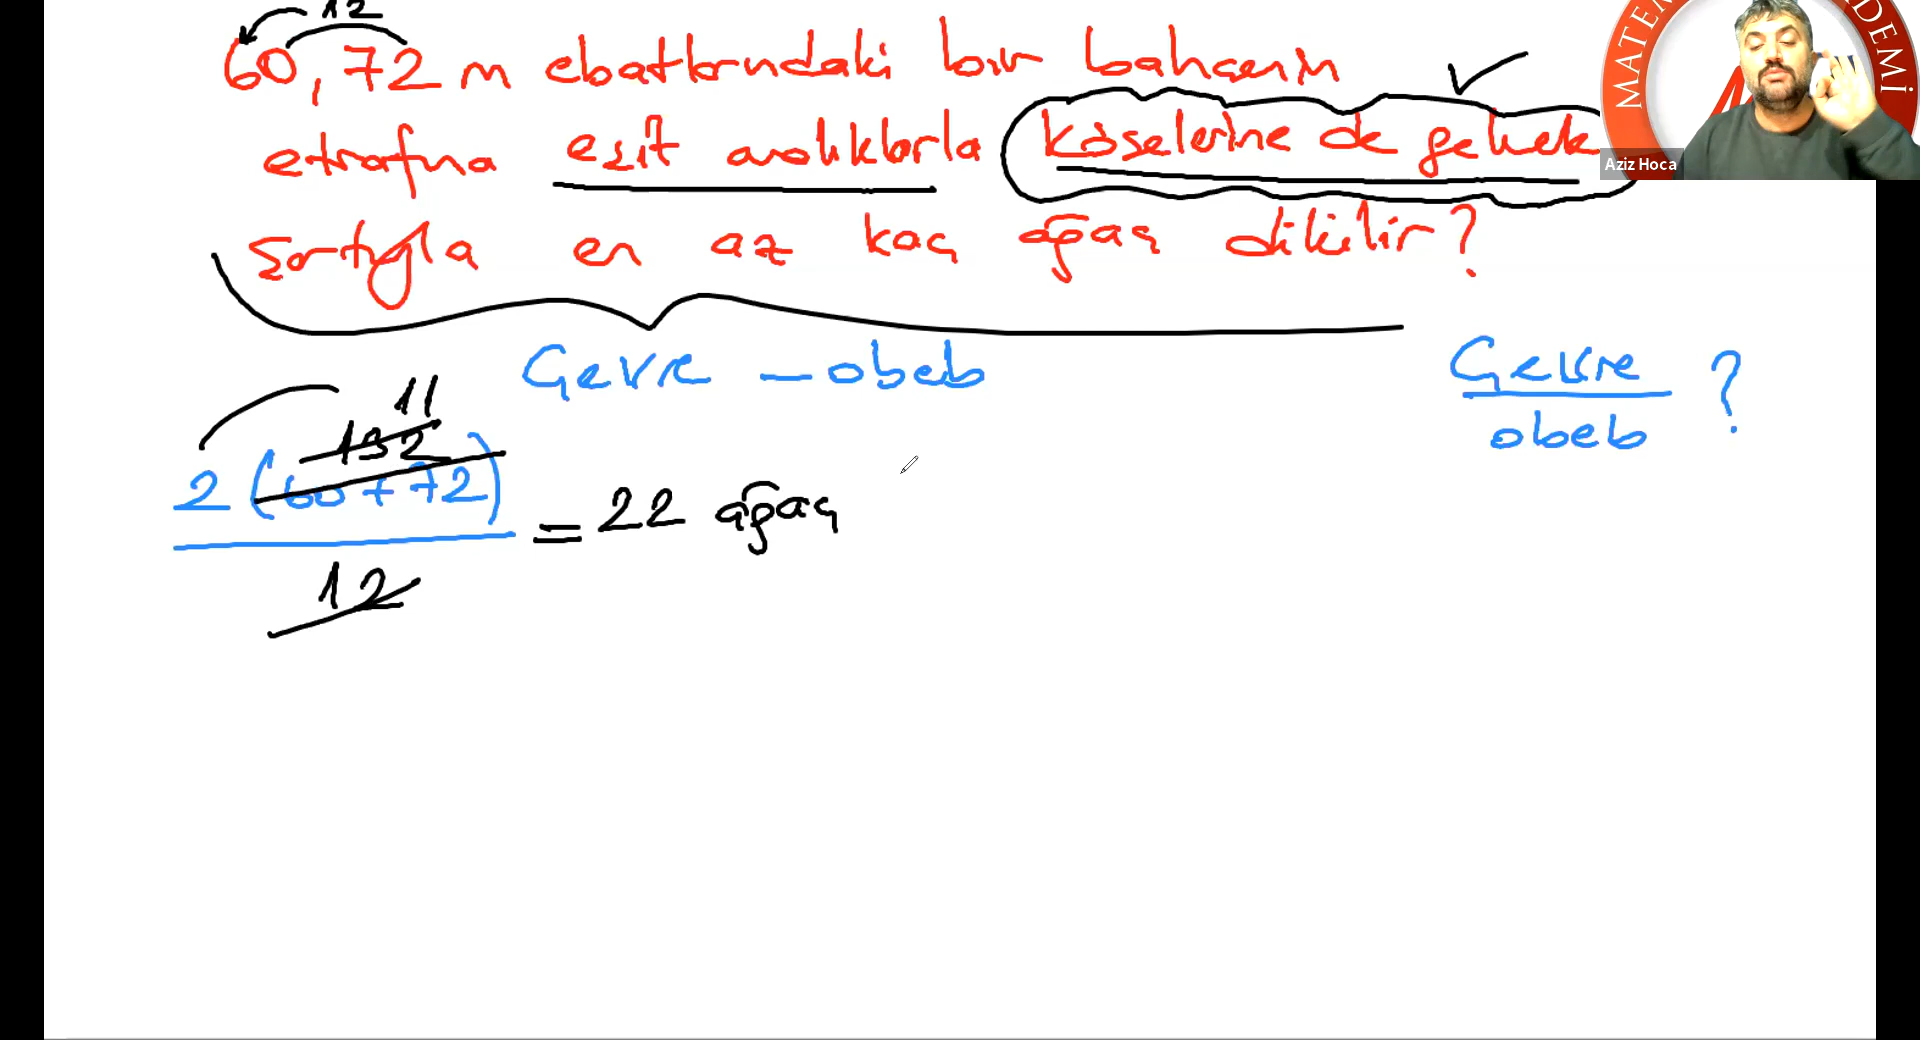 12
60, 72 m ebatlarındaki bir bahçenin
etrafına eşit aralıklarla köşelerine de gelmek
şartıyla en az kaç ağaç dikilir?
Çevre - obeb
Çevre
obeb
?
11
132
2 (60+72)
12
= 22 ağaç
MATEM
DEMİ
Aziz Hoca